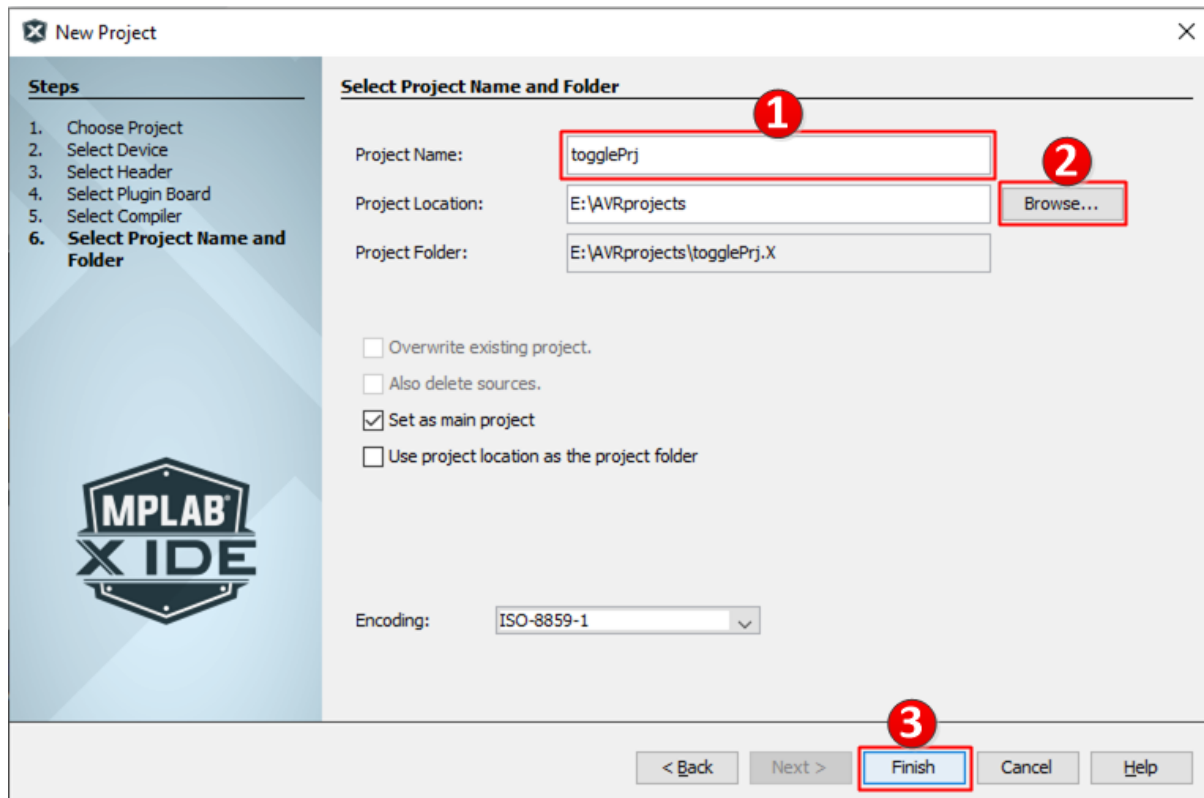 New Project
Steps
1. Choose Project
2. Select Device
3. Select Header
4. Select Plugin Board
5. Select Compiler
6. Select Project Name and
Folder
MPLAB®
X IDE
Select Project Name and Folder
1
Project Name: togglePrj
2
Project Location: E:\AVRprojects Browse...
Project Folder: E:\AVRprojects\togglePrj.X
Overwrite existing project.
Also delete sources.
Set as main project
Use project location as the project folder
Encoding: ISO-8859-1
3
< Back Next > Finish Cancel Help